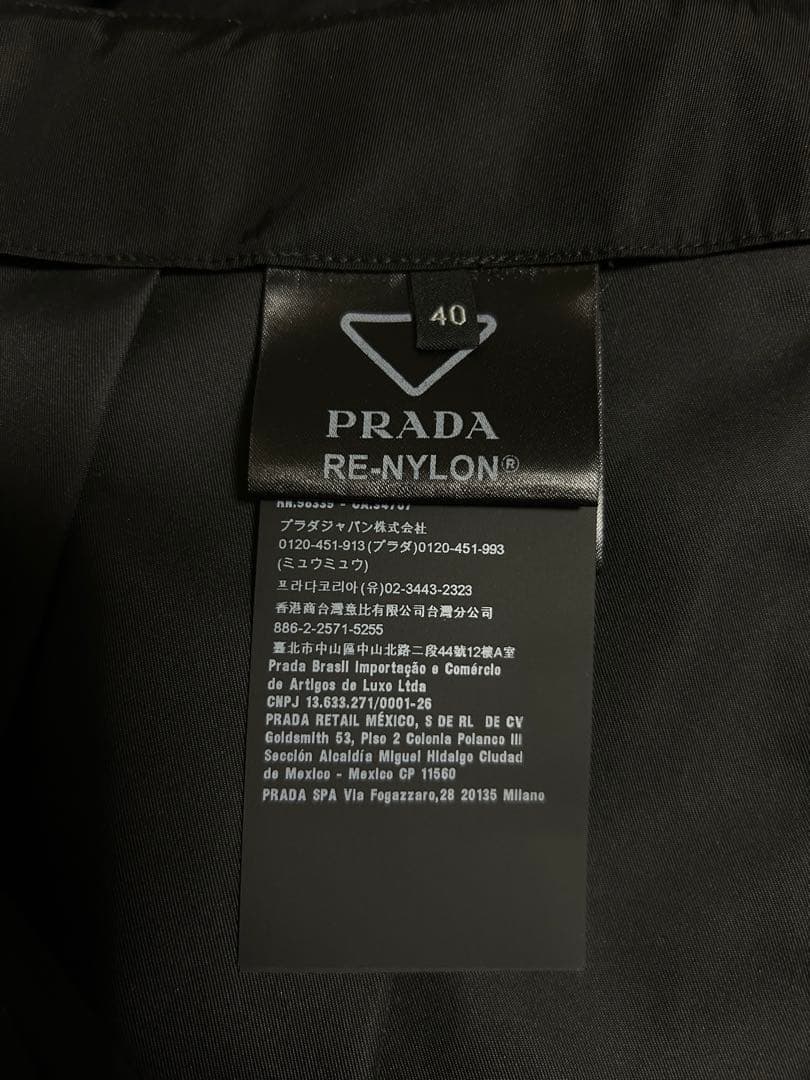 40
PRADA
RE-NYLON®
RN.98339 - CA.34707
プラダジャパン株式会社
0120-451-913(プラダ)0120-451-993
(ミュウミュウ)
프라다코리아(유)02-3443-2323
香港商台灣意比有限公司台灣分公司
886-2-2571-5255
臺北市中山區中山北路二段44號12樓A室
Prada Brasil Importação e Comércio
de Artigos de Luxo Ltda
CNPJ 13.633.271/0001-26
PRADA RETAIL MÉXICO, S DE RL DE CV
Goldsmith 53, Piso 2 Colonia Polanco III
Sección Alcaldía Miguel Hidalgo Ciudad
de Mexico - Mexico CP 11560
PRADA SPA Via Fogazzaro,28 20135 Milano